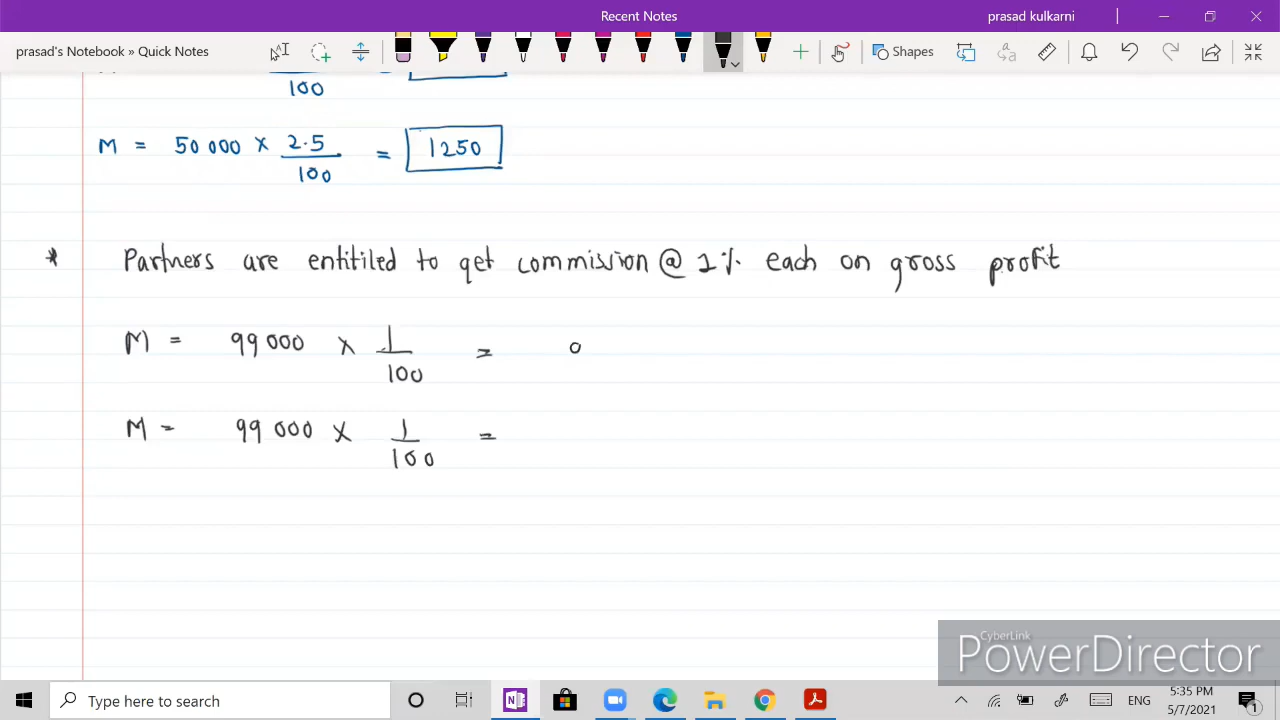 Recent Notes
prasad kulkarni
prasad's Notebook » Quick Notes
Shapes
100
M = 50 000 × 2.5 = 1250
100
* Partners are entitiled to get commission @ 1% each on gross profit
M = 99 000 × 1 =
100
M = 99 000 × 1 =
100
CyberLink
PowerDirector
Type here to search
ENG
5:35 PM
5/7/2021